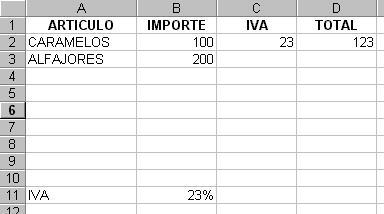 A B C D
1 ARTICULO IMPORTE IVA TOTAL
2 CARAMELOS 100 23 123
3 ALFAJORES 200
4
5
6
7
8
9
10
11 IVA 23%
12